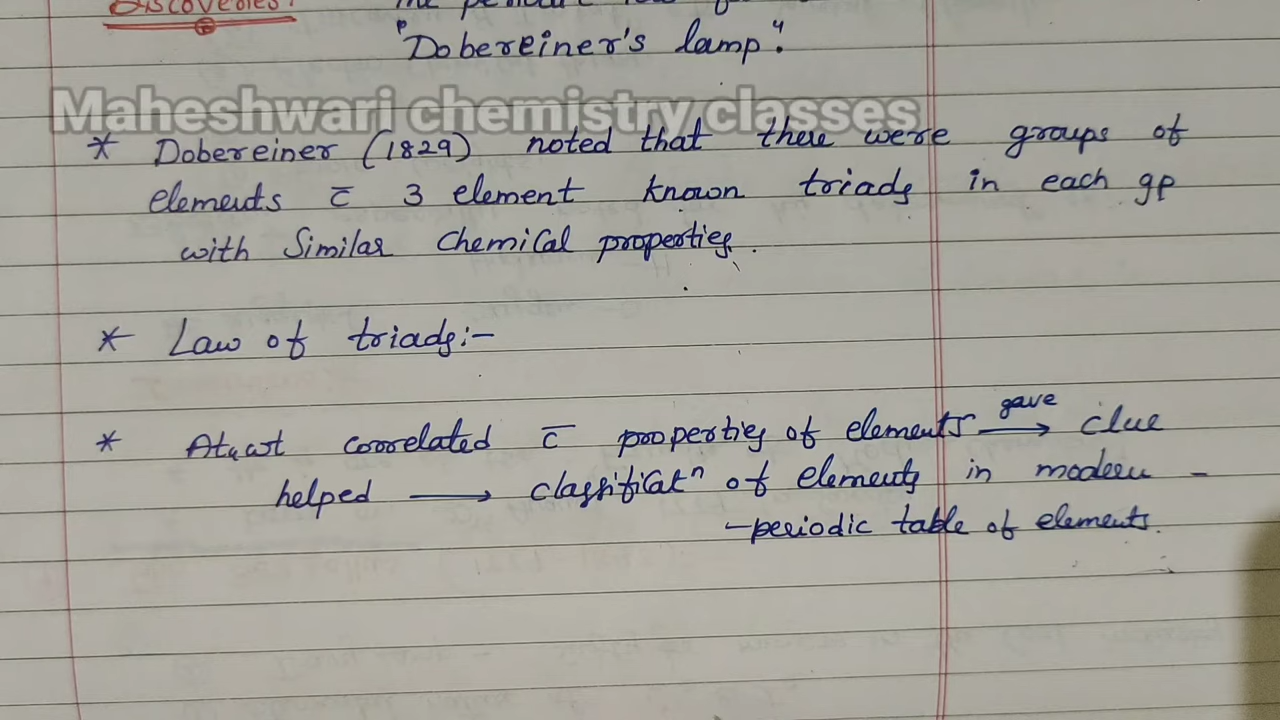 Discoveries:
"Dobereiner's lamp".
Maheshwari chemistry classes
* Dobereiner (1829) noted that there were groups of
elements c̅ 3 element known triads in each gp
with Similar Chemical properties.
* Law of triads:-
gave
* At.wt correlated c̅ properties of elements → clue
helped → classificatⁿ of elements in modern -
-periodic table of elements.